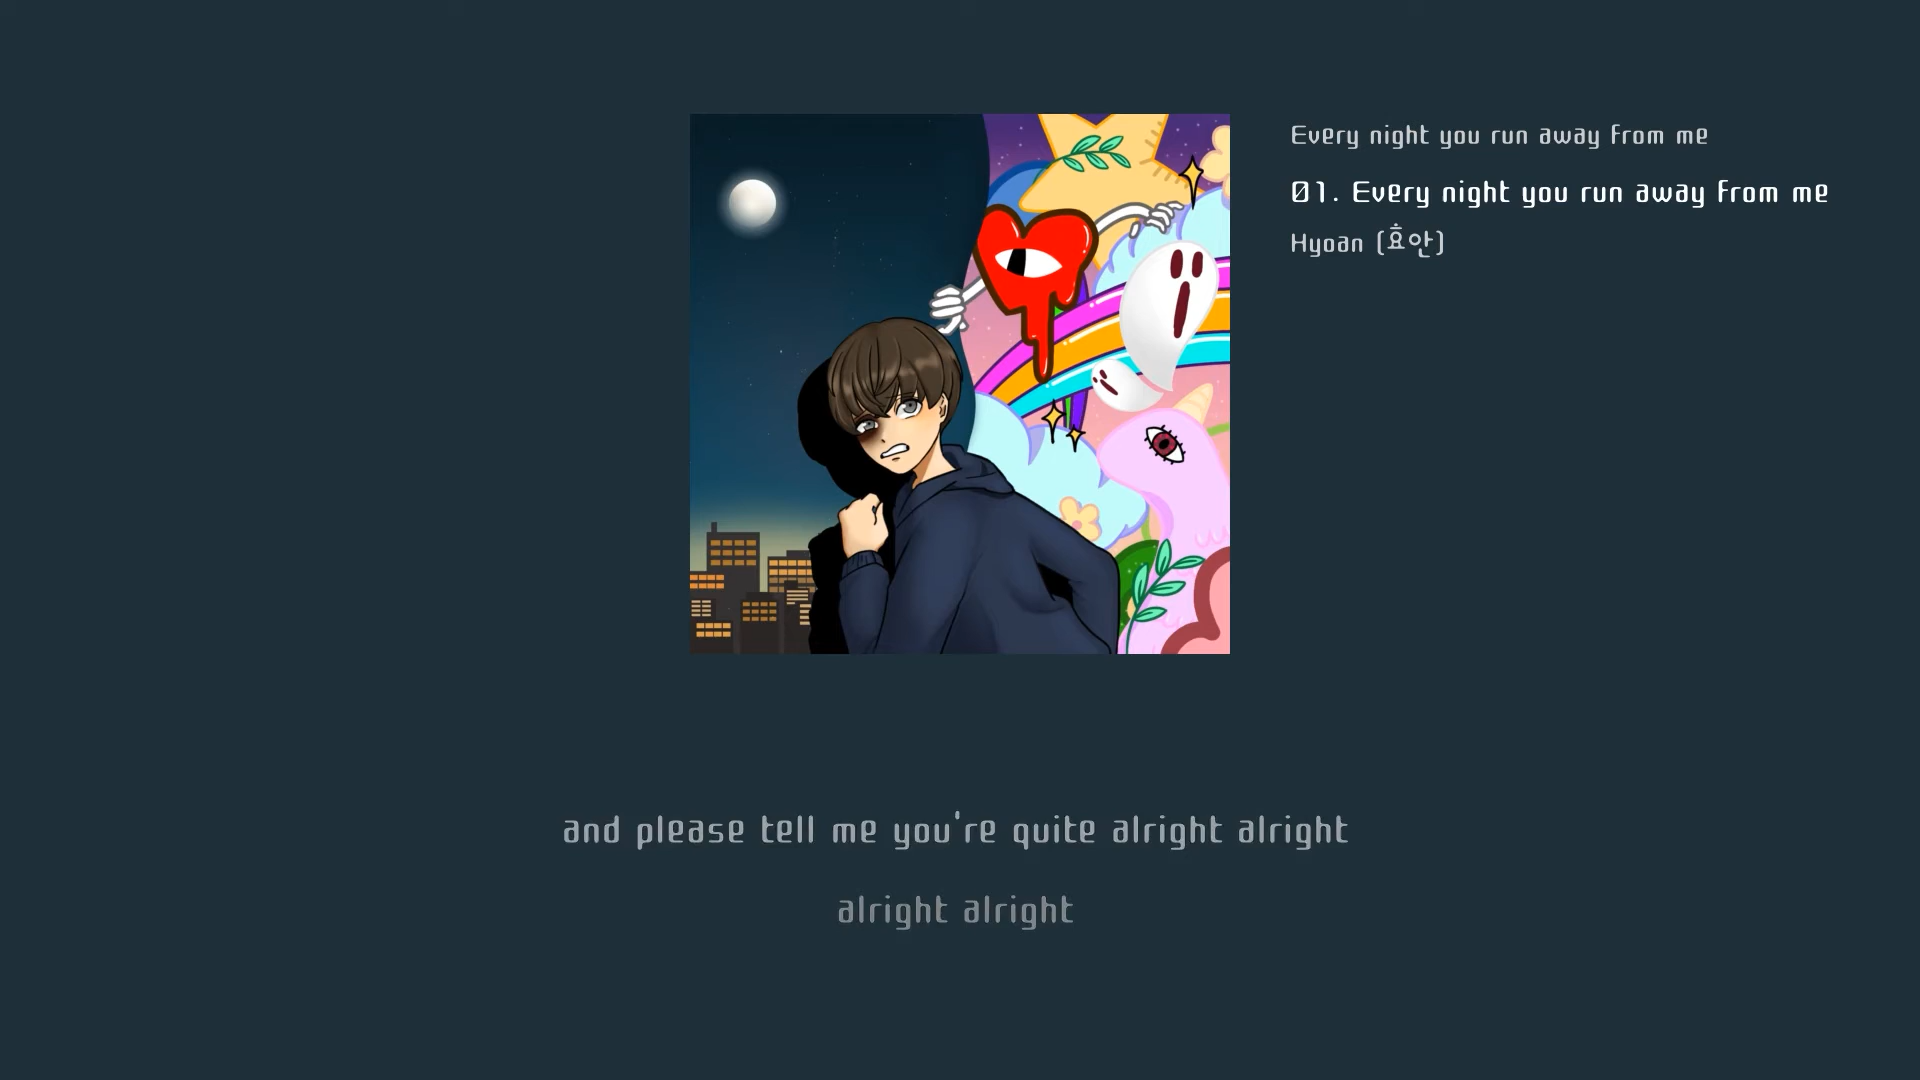 Every night you run away from me
01. Every night you run away from me
Hyoan (효안)
and please tell me you're quite alright alright
alright alright